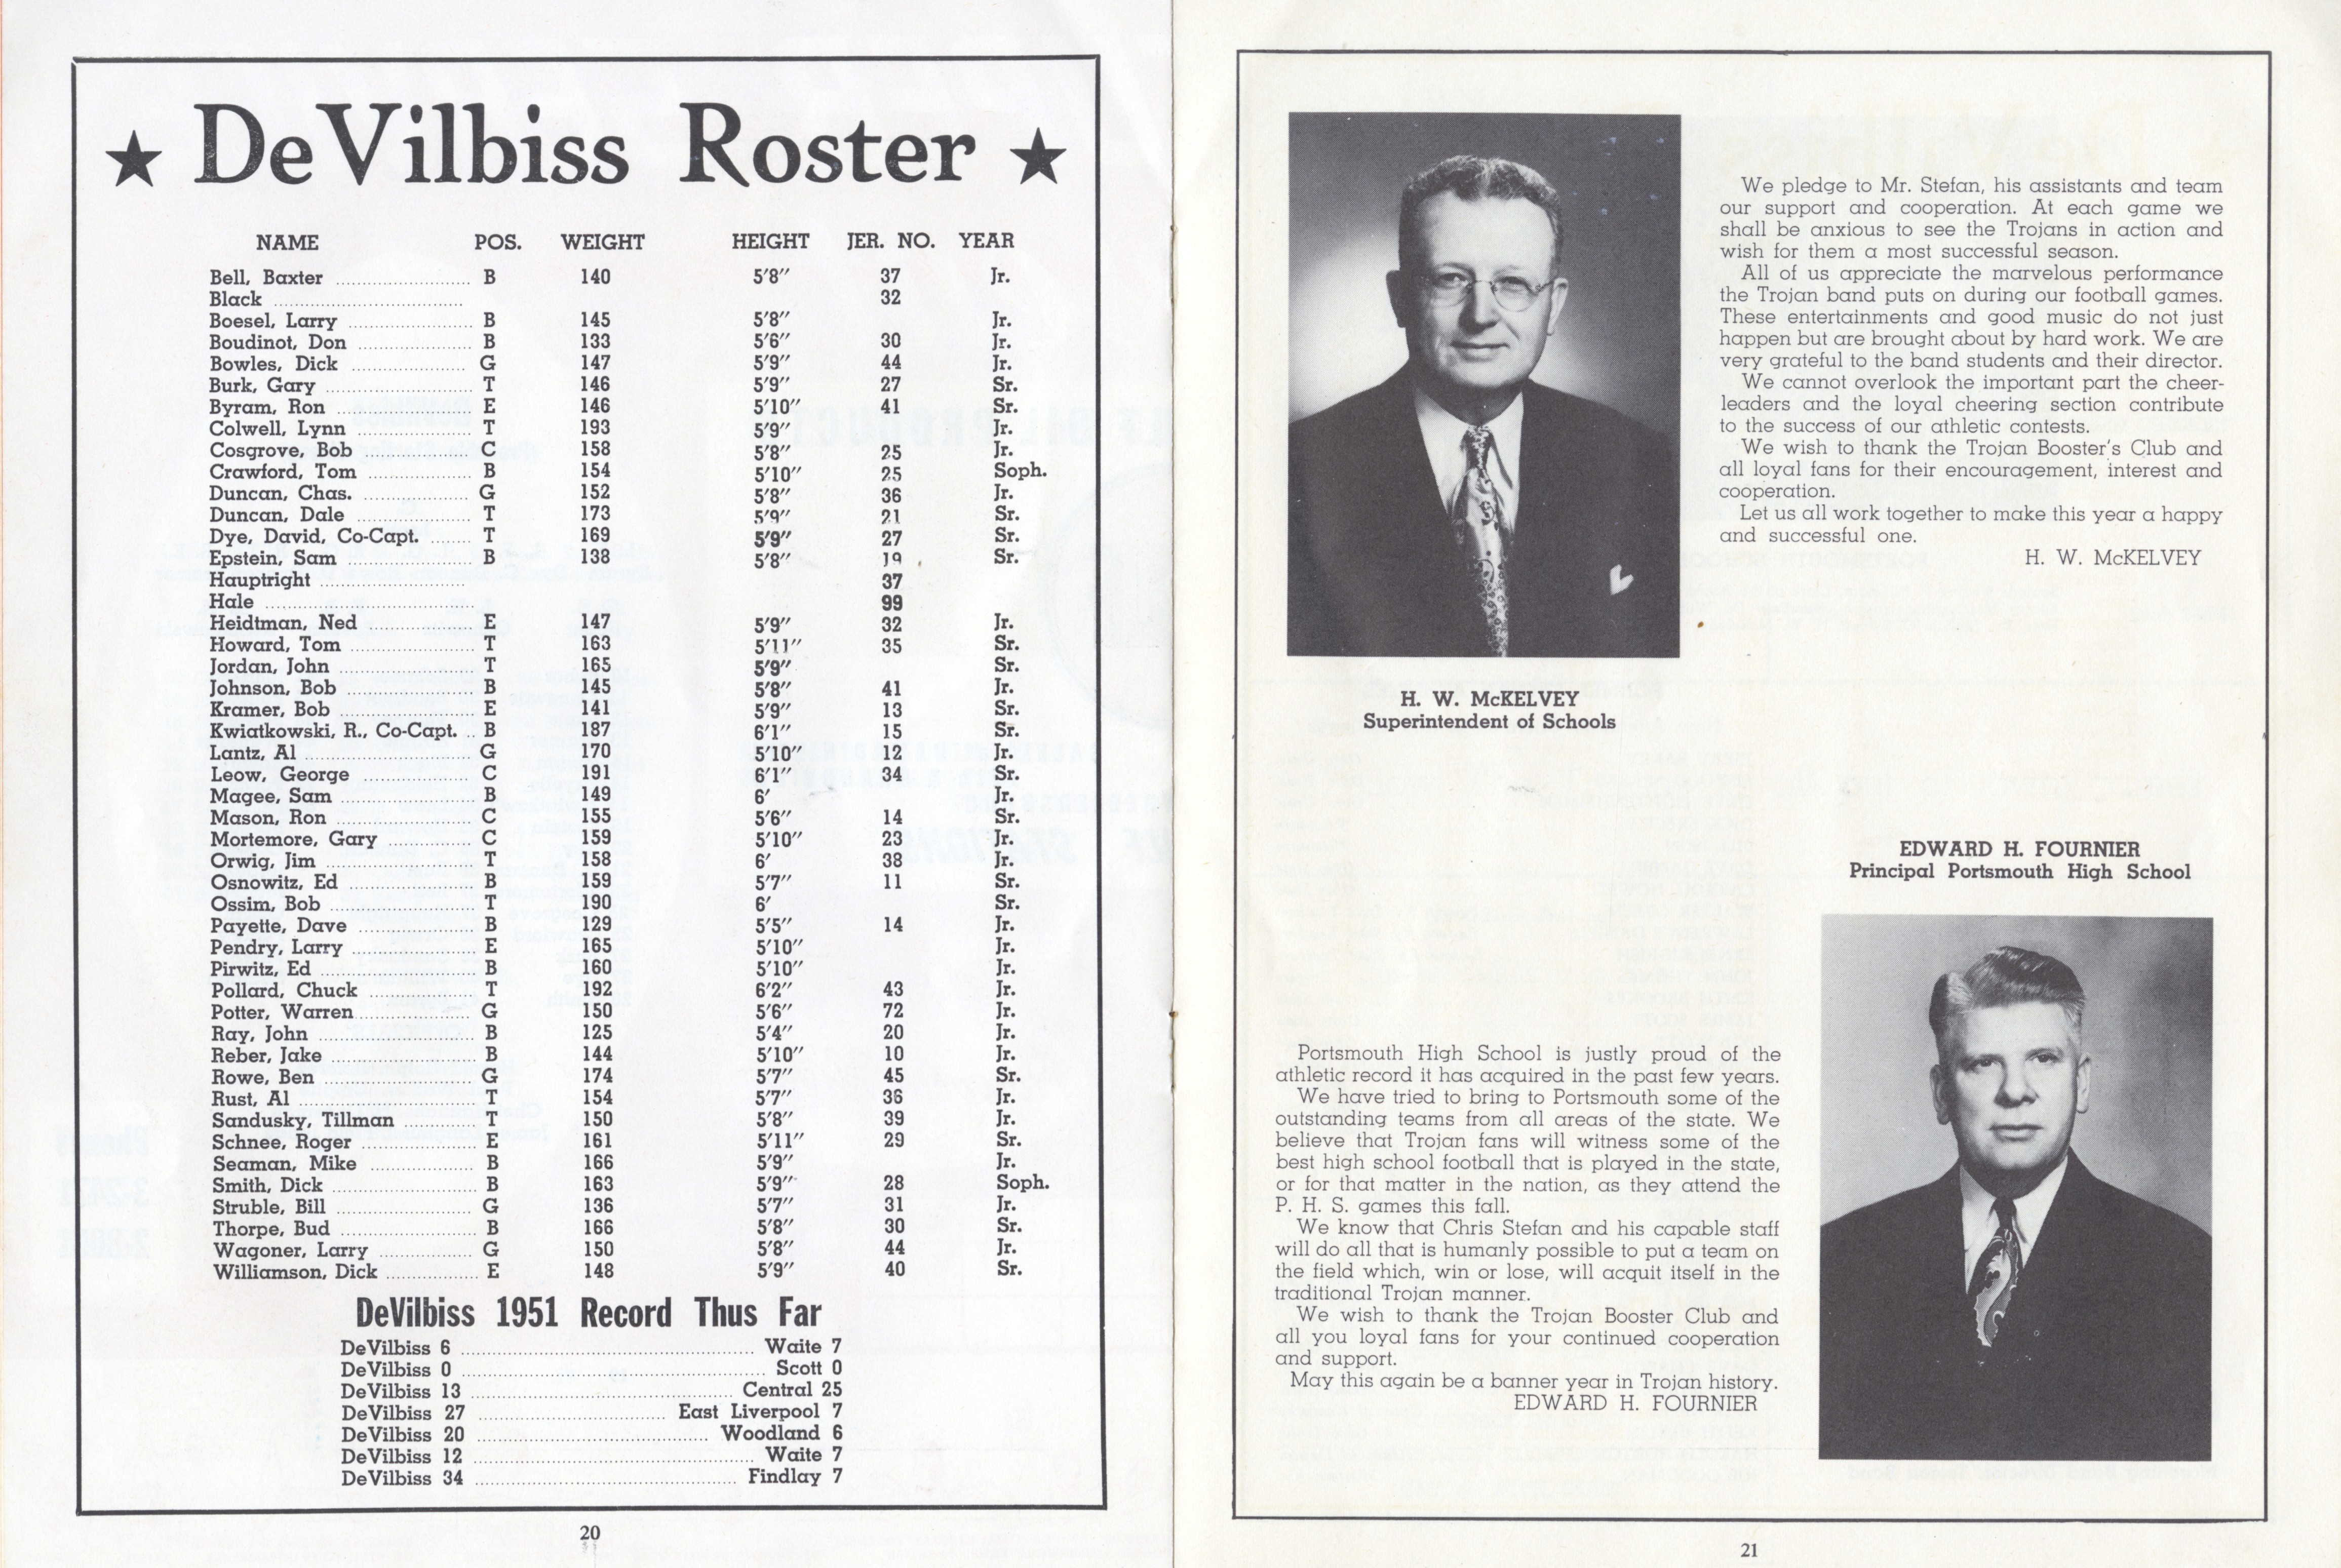 ★ DeVilbiss Roster ★
NAME POS. WEIGHT HEIGHT JER. NO. YEAR
Bell, Baxter B 140 5'8" 37 Jr.
Black 32
Boesel, Larry B 145 5'8" Jr.
Boudinot, Don B 133 5'6" 30 Jr.
Bowles, Dick G 147 5'9" 44 Jr.
Burk, Gary T 146 5'9" 27 Sr.
Byram, Ron E 146 5'10" 41 Sr.
Colwell, Lynn T 193 5'9" Jr.
Cosgrove, Bob C 158 5'8" 25 Jr.
Crawford, Tom B 154 5'10" 25 Soph.
Duncan, Chas. G 152 5'8" 36 Jr.
Duncan, Dale T 173 5'9" 21 Sr.
Dye, David, Co-Capt. T 169 5'9" 27 Sr.
Epstein, Sam B 138 5'8" 19 Sr.
Hauptright 37
Hale 99
Heidtman, Ned E 147 5'9" 32 Jr.
Howard, Tom T 163 5'11" 35 Sr.
Jordan, John T 165 5'9" Sr.
Johnson, Bob B 145 5'8" 41 Jr.
Kramer, Bob E 141 5'9" 13 Sr.
Kwiatkowski, R., Co-Capt. B 187 6'1" 15 Sr.
Lantz, Al G 170 5'10" 12 Jr.
Leow, George C 191 6'1" 34 Sr.
Magee, Sam B 149 6' Jr.
Mason, Ron C 155 5'6" 14 Sr.
Mortemore, Gary C 159 5'10" 23 Jr.
Orwig, Jim T 158 6' 38 Jr.
Osnowitz, Ed B 159 5'7" 11 Sr.
Ossim, Bob T 190 6' Sr.
Payette, Dave B 129 5'5" 14 Jr.
Pendry, Larry E 165 5'10" Jr.
Pirwitz, Ed B 160 5'10" Jr.
Pollard, Chuck T 192 6'2" 43 Jr.
Potter, Warren G 150 5'6" 72 Jr.
Ray, John B 125 5'4" 20 Jr.
Reber, Jake B 144 5'10" 10 Jr.
Rowe, Ben G 174 5'7" 45 Sr.
Rust, Al T 154 5'7" 36 Jr.
Sandusky, Tillman T 150 5'8" 39 Jr.
Schnee, Roger E 161 5'11" 29 Sr.
Seaman, Mike B 166 5'9" Jr.
Smith, Dick B 163 5'9" 28 Soph.
Struble, Bill G 136 5'7" 31 Jr.
Thorpe, Bud B 166 5'8" 30 Sr.
Wagoner, Larry G 150 5'8" 44 Jr.
Williamson, Dick E 148 5'9" 40 Sr.
DeVilbiss 1951 Record Thus Far
DeVilbiss 6 Waite 7
DeVilbiss 0 Scott 0
DeVilbiss 13 Central 25
DeVilbiss 27 East Liverpool 7
DeVilbiss 20 Woodland 6
DeVilbiss 12 Waite 7
DeVilbiss 34 Findlay 7
20
We pledge to Mr. Stefan, his assistants and team
our support and cooperation. At each game we
shall be anxious to see the Trojans in action and
wish for them a most successful season.
All of us appreciate the marvelous performance
the Trojan band puts on during our football games.
These entertainments and good music do not just
happen but are brought about by hard work. We are
very grateful to the band students and their director.
We cannot overlook the important part the cheer-
leaders and the loyal cheering section contribute
to the success of our athletic contests.
We wish to thank the Trojan Booster's Club and
all loyal fans for their encouragement, interest and
cooperation.
Let us all work together to make this year a happy
and successful one.
H. W. McKELVEY
H. W. McKELVEY
Superintendent of Schools
EDWARD H. FOURNIER
Principal Portsmouth High School
Portsmouth High School is justly proud of the
athletic record it has acquired in the past few years.
We have tried to bring to Portsmouth some of the
outstanding teams from all areas of the state. We
believe that Trojan fans will witness some of the
best high school football that is played in the state,
or for that matter in the nation, as they attend the
P. H. S. games this fall.
We know that Chris Stefan and his capable staff
will do all that is humanly possible to put a team on
the field which, win or lose, will acquit itself in the
traditional Trojan manner.
We wish to thank the Trojan Booster Club and
all you loyal fans for your continued cooperation
and support.
May this again be a banner year in Trojan history.
EDWARD H. FOURNIER
21